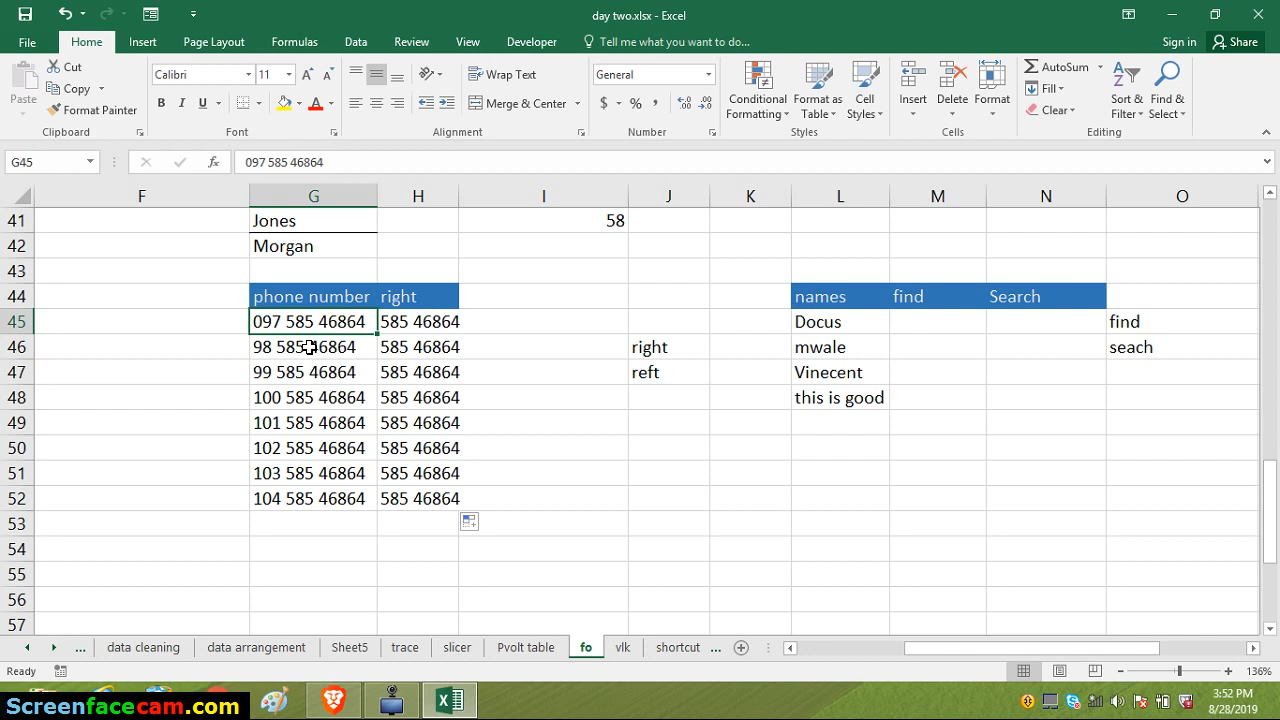 day two.xlsx - Excel
File Home Insert Page Layout Formulas Data Review View Developer Tell me what you want to do... Sign in Share
Paste Cut Copy Format Painter Clipboard
Calibri 11 B I U A A A Font
Wrap Text Merge & Center Alignment
General $ % , Number
Conditional Formatting Format as Table Cell Styles Styles
Insert Delete Format Cells
AutoSum Fill Clear Sort & Filter Find & Select Editing
G45 fx 097 585 46864
F G H I J K L M N O
41 Jones 58
42 Morgan
43
44 phone number right names find Search
45 097 585 46864 585 46864 Docus find
46 98 585 46864 585 46864 right mwale seach
47 99 585 46864 585 46864 reft Vinecent
48 100 585 46864 585 46864 this is good
49 101 585 46864 585 46864
50 102 585 46864 585 46864
51 103 585 46864 585 46864
52 104 585 46864 585 46864
53
54
55
56
57
... data cleaning data arrangement Sheet5 trace slicer Pvolt table fo vlk shortcut ...
Ready 136%
Screenfacecam.com 3:52 PM
8/28/2019